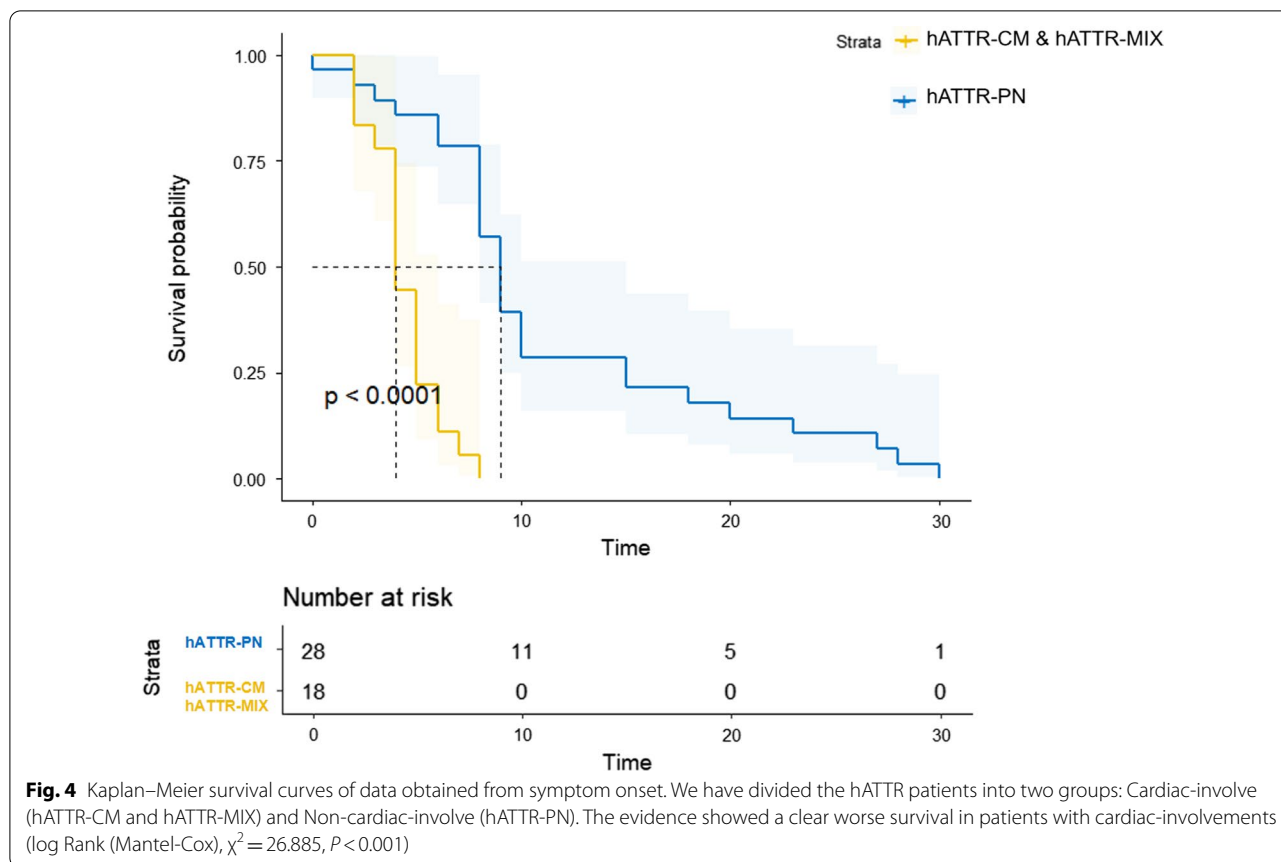 Strata hATTR-CM & hATTR-MIX
hATTR-PN
Survival probability
1.00
0.75
0.50
0.25
0.00
p < 0.0001
0 10 20 30
Time
Number at risk
Strata
hATTR-PN 28 11 5 1
hATTR-CM
hATTR-MIX 18 0 0 0
0 10 20 30
Time
Fig. 4 Kaplan–Meier survival curves of data obtained from symptom onset. We have divided the hATTR patients into two groups: Cardiac-involve
(hATTR-CM and hATTR-MIX) and Non-cardiac-involve (hATTR-PN). The evidence showed a clear worse survival in patients with cardiac-involvements
(log Rank (Mantel-Cox), χ² = 26.885, P < 0.001)